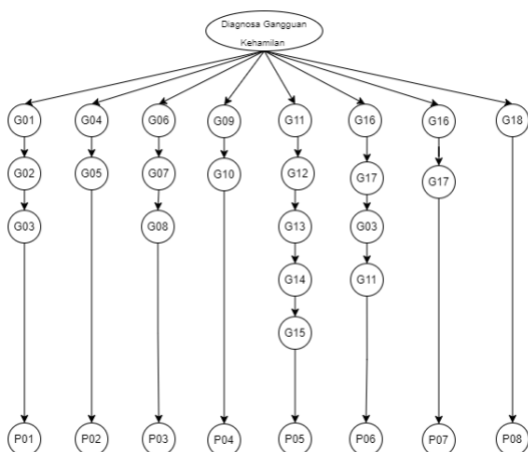 Diagnosa Gangguan
Kehamilan
G01 G04 G06 G09 G11 G16 G16 G18
G02 G05 G07 G10 G12 G17 G17
G03 G08 G13 G03
G14 G11
G15
P01 P02 P03 P04 P05 P06 P07 P08